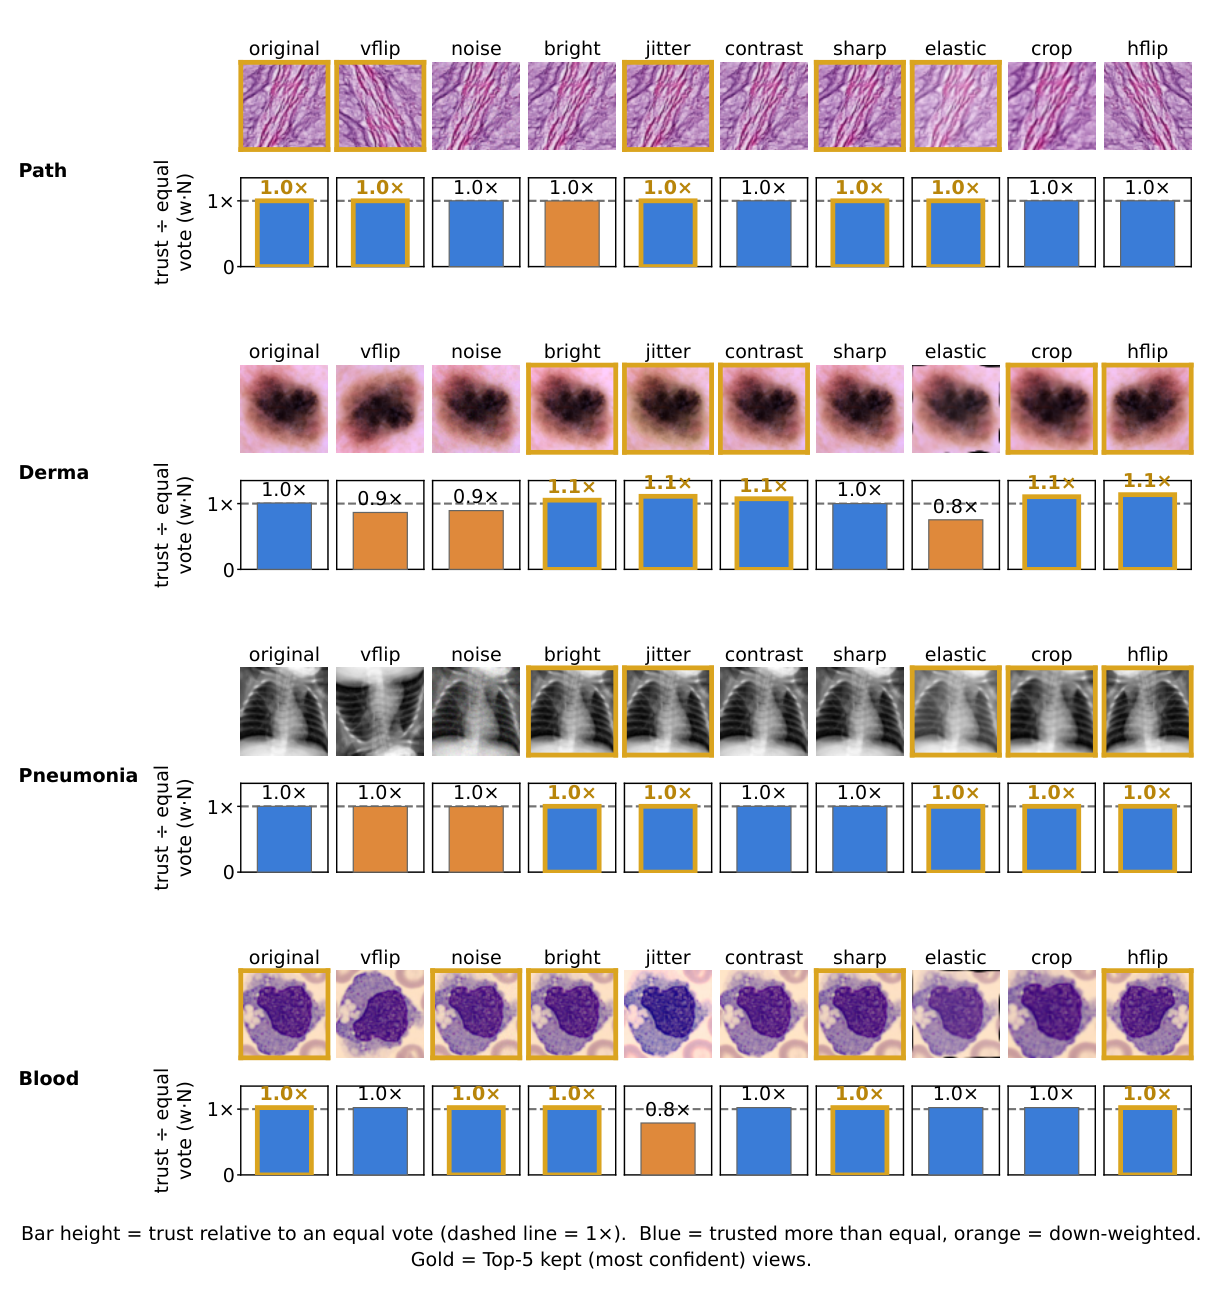 original vflip noise bright jitter contrast sharp elastic crop hflip
Path
trust ÷ equal
vote (w·N)
1×
0
1.0× 1.0× 1.0× 1.0× 1.0× 1.0× 1.0× 1.0× 1.0× 1.0×
original vflip noise bright jitter contrast sharp elastic crop hflip
Derma
trust ÷ equal
vote (w·N)
1×
0
1.0× 0.9× 0.9× 1.1× 1.1× 1.1× 1.0× 0.8× 1.1× 1.1×
original vflip noise bright jitter contrast sharp elastic crop hflip
Pneumonia
trust ÷ equal
vote (w·N)
1×
0
1.0× 1.0× 1.0× 1.0× 1.0× 1.0× 1.0× 1.0× 1.0× 1.0×
original vflip noise bright jitter contrast sharp elastic crop hflip
Blood
trust ÷ equal
vote (w·N)
1×
0
1.0× 1.0× 1.0× 1.0× 0.8× 1.0× 1.0× 1.0× 1.0× 1.0×
Bar height = trust relative to an equal vote (dashed line = 1×).  Blue = trusted more than equal, orange = down-weighted.
Gold = Top-5 kept (most confident) views.